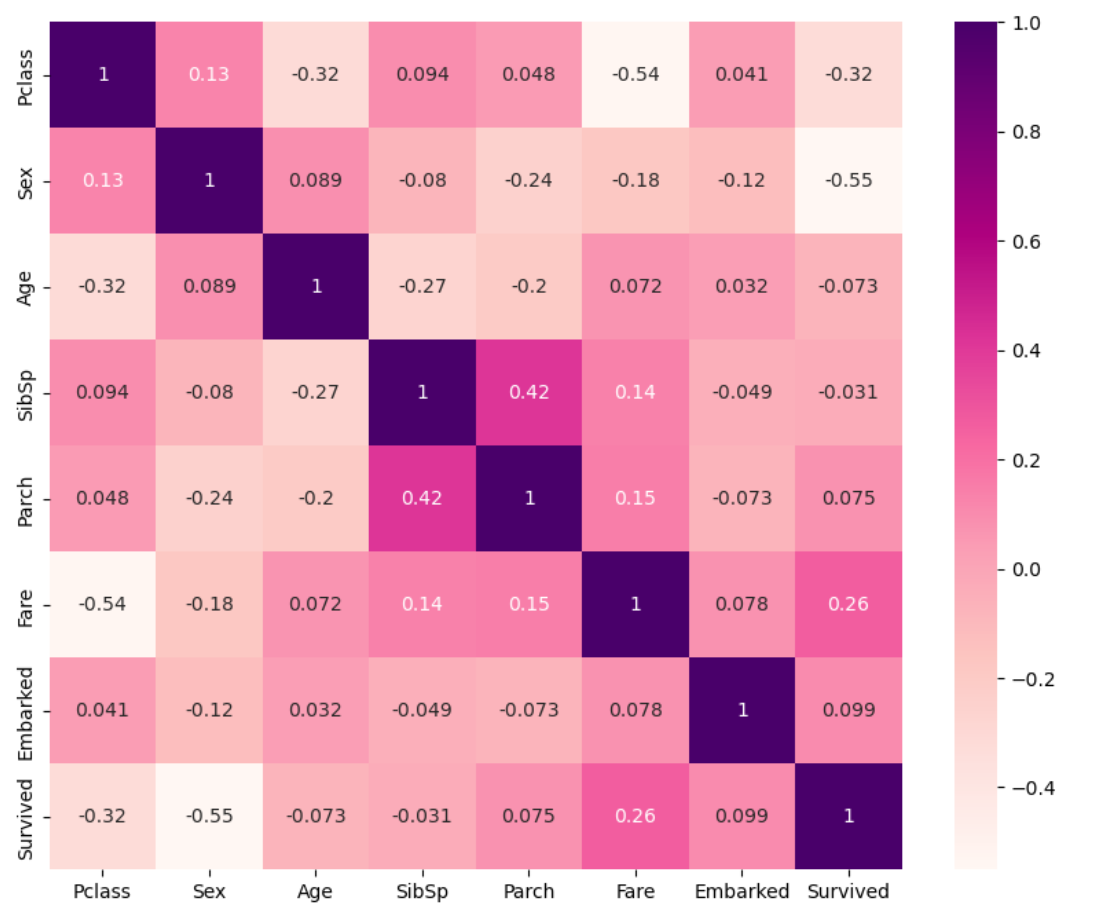 Pclass 1 0.13 -0.32 0.094 0.048 -0.54 0.041 -0.32
Sex 0.13 1 0.089 -0.08 -0.24 -0.18 -0.12 -0.55
Age -0.32 0.089 1 -0.27 -0.2 0.072 0.032 -0.073
SibSp 0.094 -0.08 -0.27 1 0.42 0.14 -0.049 -0.031
Parch 0.048 -0.24 -0.2 0.42 1 0.15 -0.073 0.075
Fare -0.54 -0.18 0.072 0.14 0.15 1 0.078 0.26
Embarked 0.041 -0.12 0.032 -0.049 -0.073 0.078 1 0.099
Survived -0.32 -0.55 -0.073 -0.031 0.075 0.26 0.099 1
Pclass Sex Age SibSp Parch Fare Embarked Survived
1.0
0.8
0.6
0.4
0.2
0.0
−0.2
−0.4